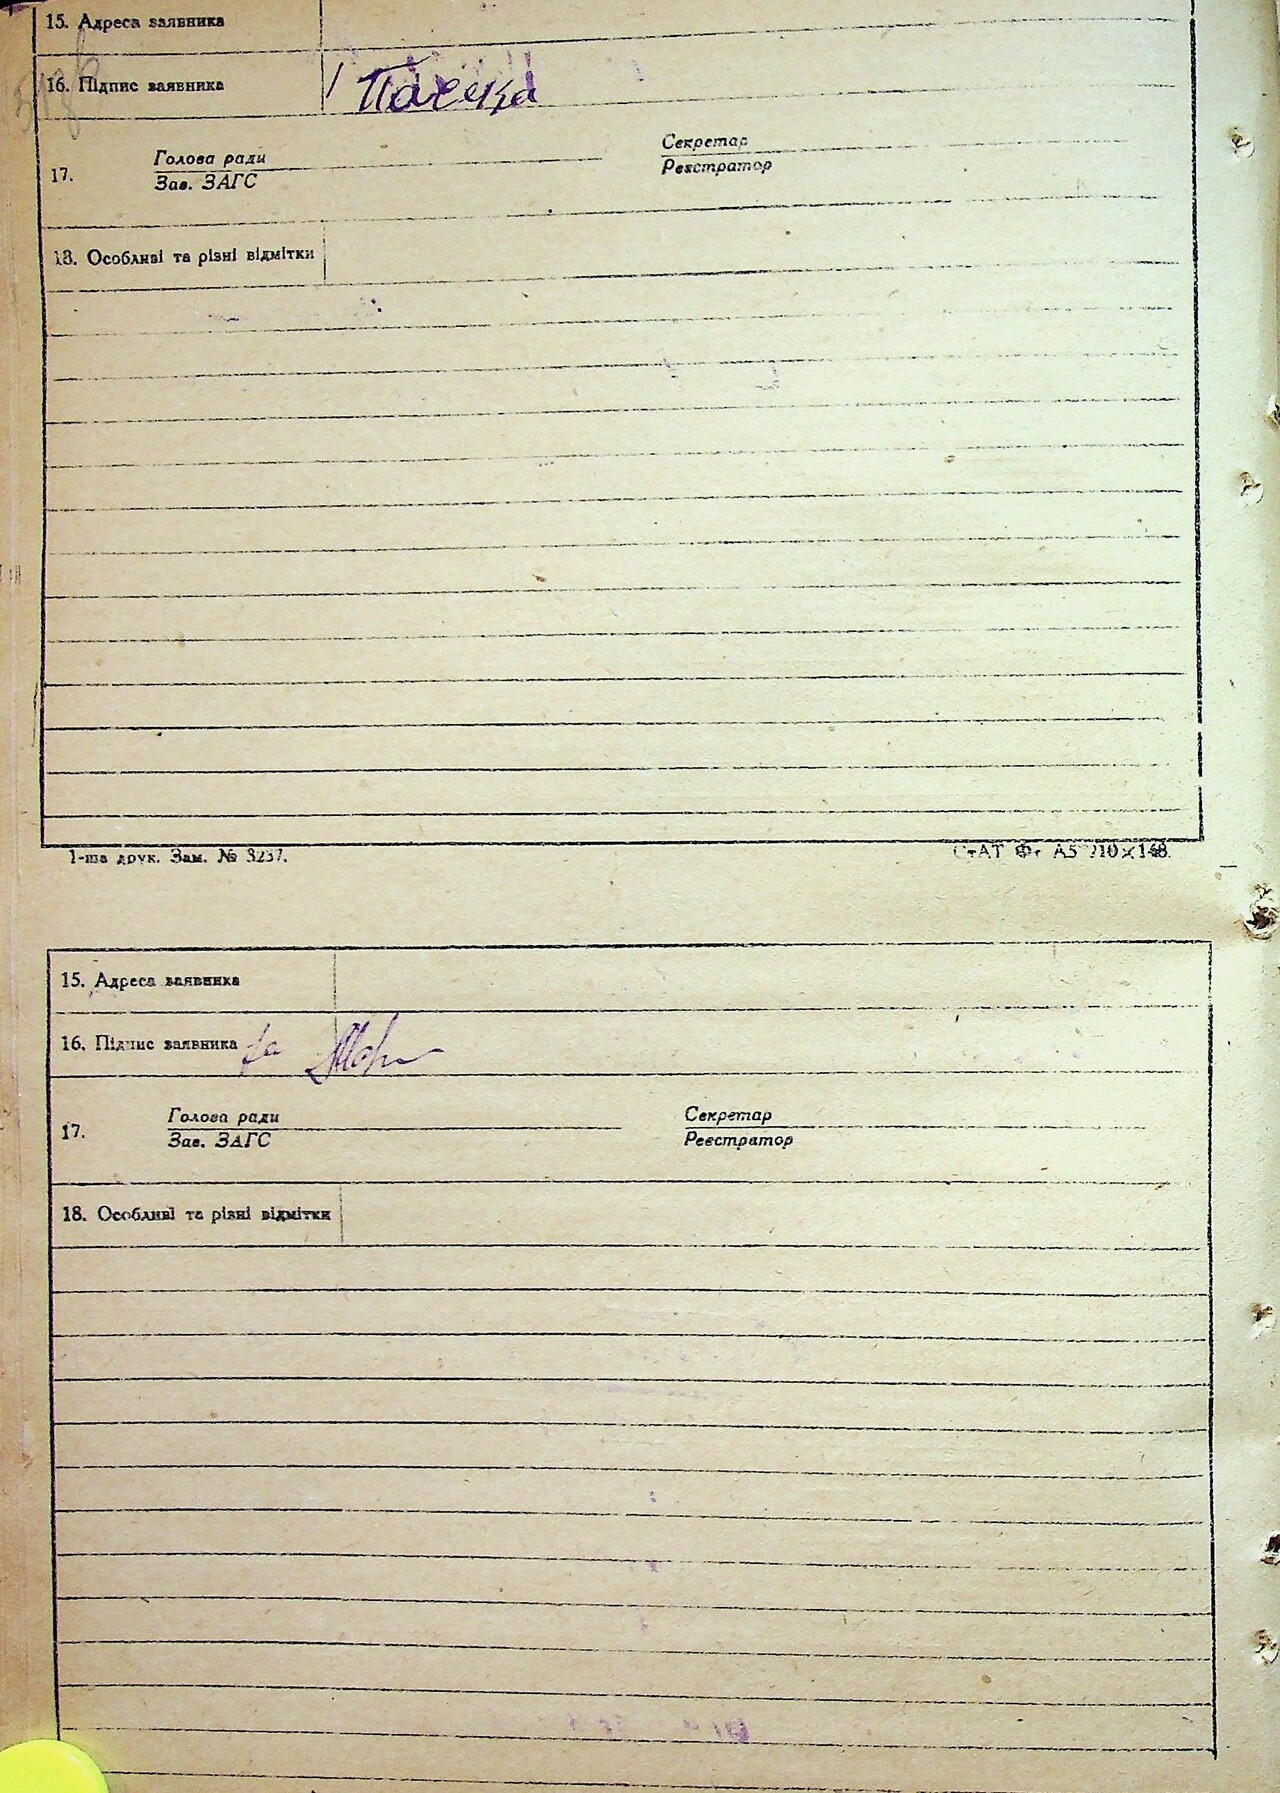 15. Адреса заявника
16. Підпис заявника Пасека
Голова ради Секретар
17.
Зав. ЗАГС Реєстратор
18. Особливі та різні відмітки
1-ша друк. Зам. № 3237. СтАТ Ф. А5 210×148.
15. Адреса заявника
16. Підпис заявника за
Голова ради Секретар
17.
Зав. ЗАГС Реєстратор
18. Особливі та різні відмітки